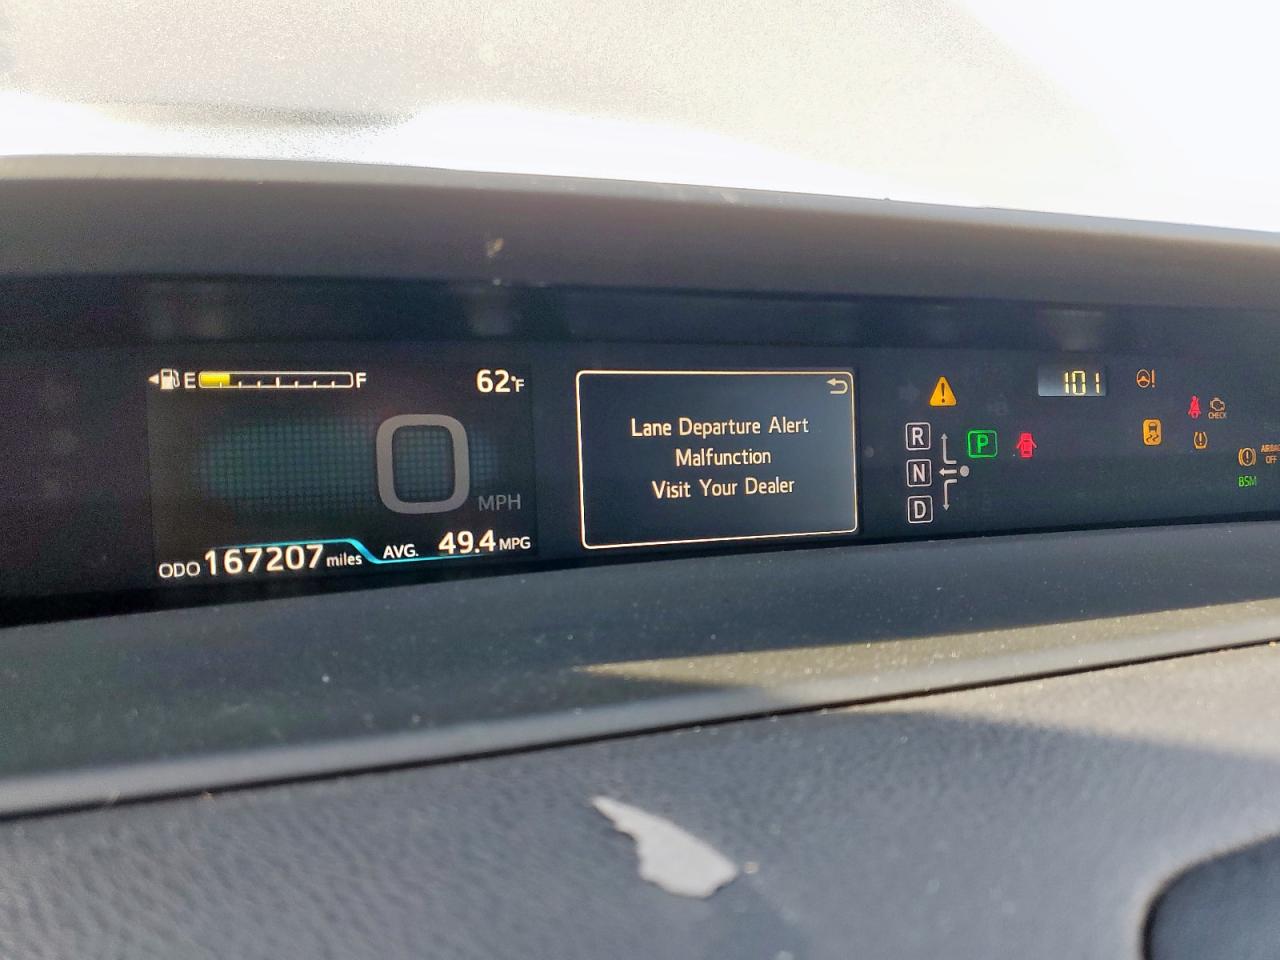 E F
62°F
0 MPH
ODO 167207 miles
AVG. 49.4 MPG
Lane Departure Alert
Malfunction
Visit Your Dealer
R
N
D
P
101
!
CHECK
BSM
OFF